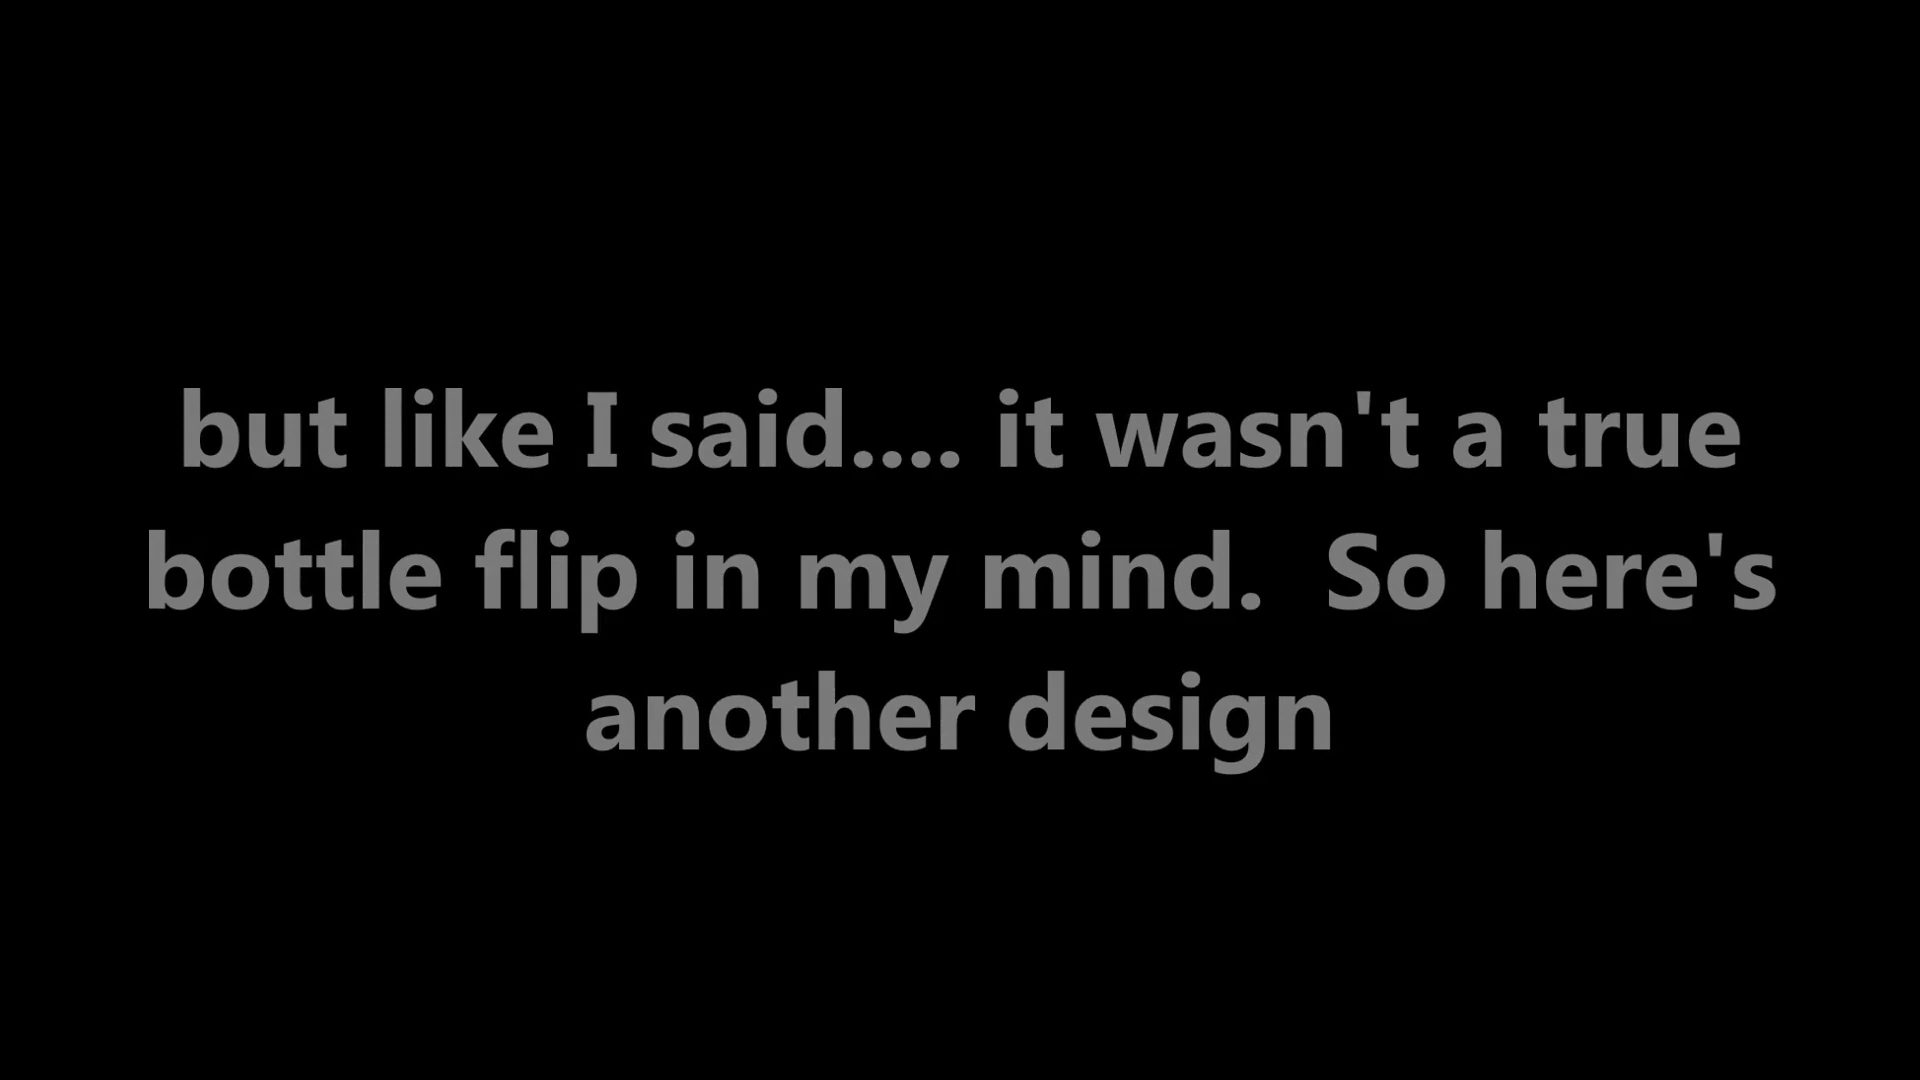 but like I said.... it wasn't a true
bottle flip in my mind.  So here's
another design